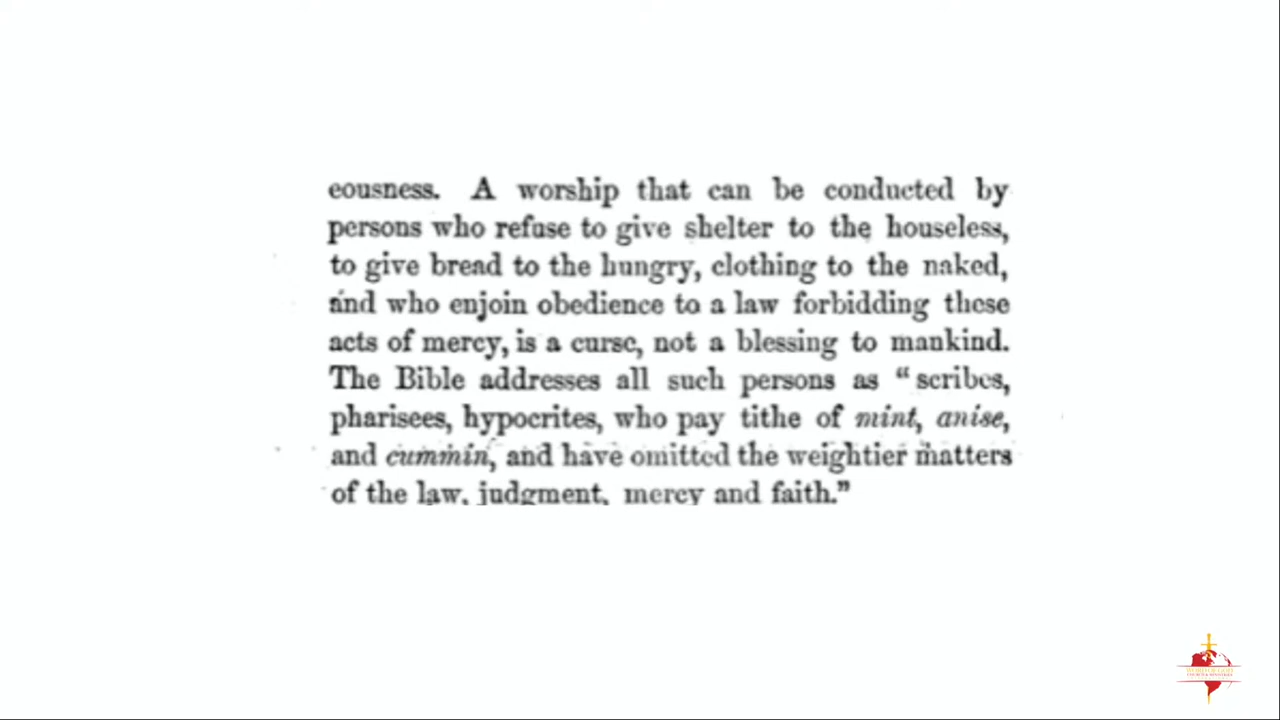 eousness. A worship that can be conducted by
persons who refuse to give shelter to the houseless,
to give bread to the hungry, clothing to the naked,
and who enjoin obedience to a law forbidding these
acts of mercy, is a curse, not a blessing to mankind.
The Bible addresses all such persons as “scribes,
pharisees, hypocrites, who pay tithe of mint, anise,
and cummin, and have omitted the weightier matters
of the law, judgment, mercy and faith.”